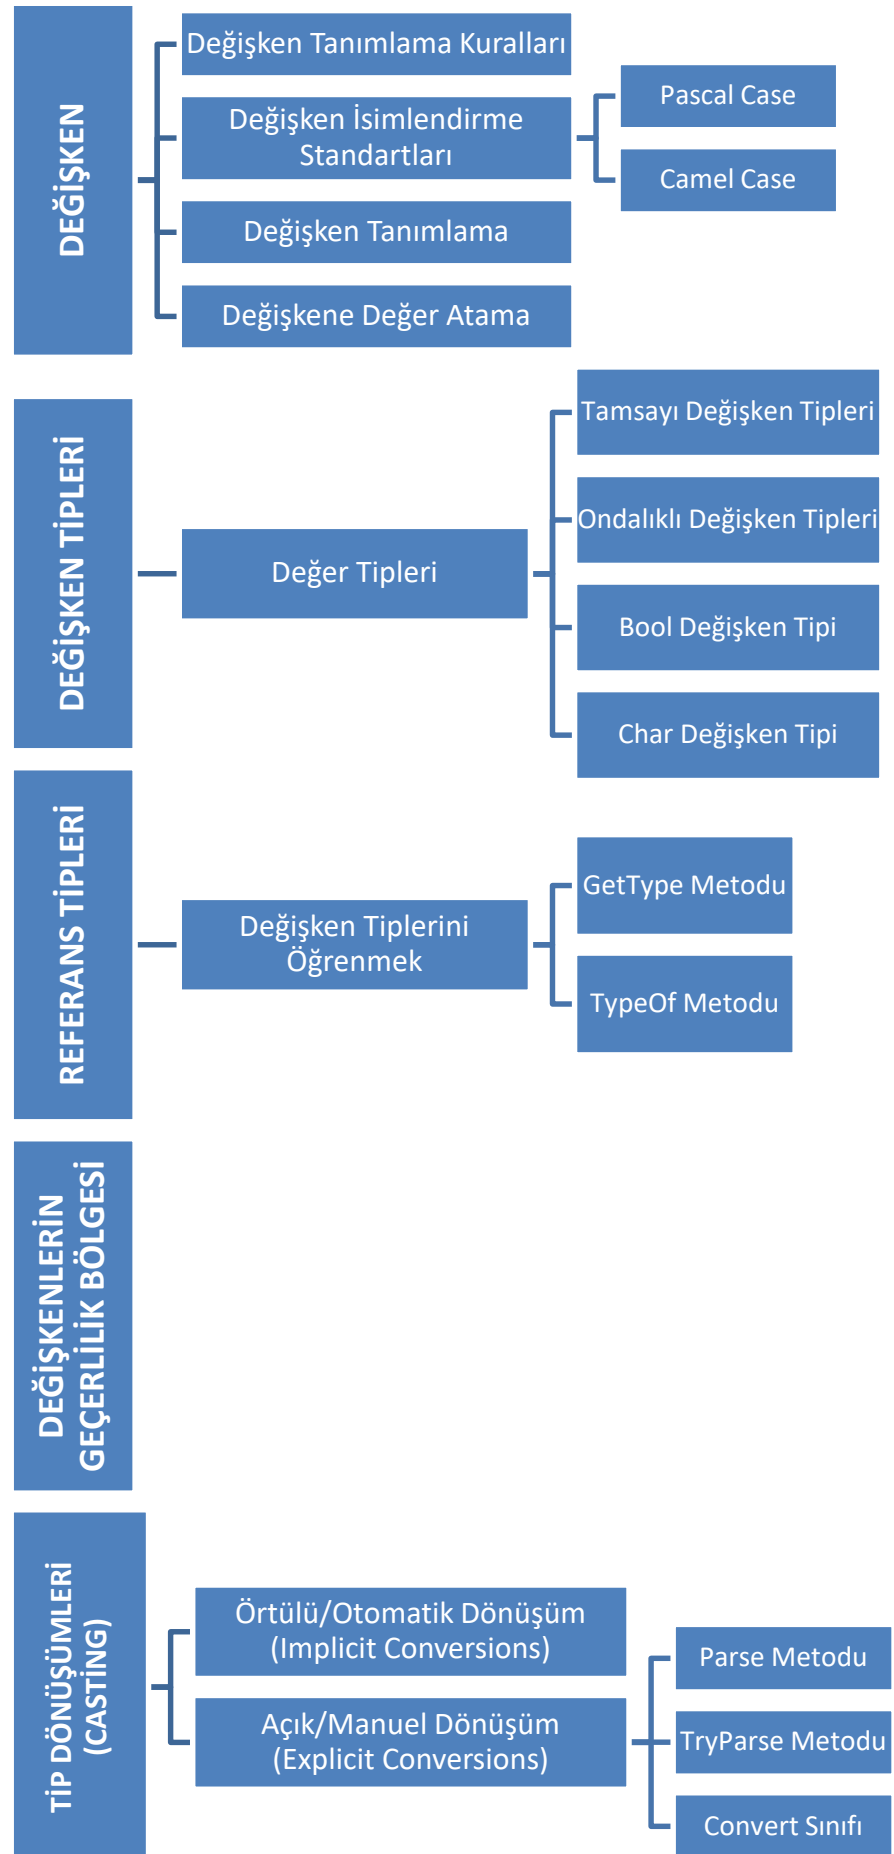 DEĞİŞKEN
Değişken Tanımlama Kuralları
Değişken İsimlendirme
Standartları
Pascal Case
Camel Case
Değişken Tanımlama
Değişkene Değer Atama
DEĞİŞKEN TİPLERİ
Değer Tipleri
Tamsayı Değişken Tipleri
Ondalıklı Değişken Tipleri
Bool Değişken Tipi
Char Değişken Tipi
REFERANS TİPLERİ
Değişken Tiplerini
Öğrenmek
GetType Metodu
TypeOf Metodu
DEĞİŞKENLERİN
GEÇERLİLİK BÖLGESİ
TİP DÖNÜŞÜMLERİ
(CASTİNG)
Örtülü/Otomatik Dönüşüm
(Implicit Conversions)
Açık/Manuel Dönüşüm
(Explicit Conversions)
Parse Metodu
TryParse Metodu
Convert Sınıfı